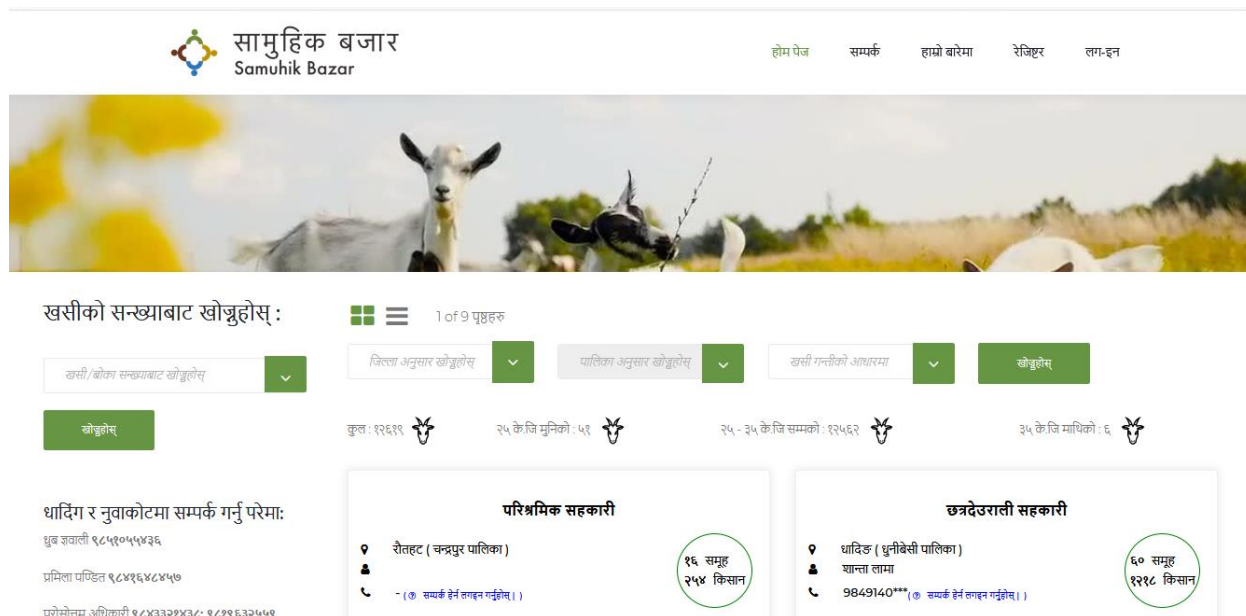 सामुहिक बजार
Samuhik Bazar
होम पेज सम्पर्क हाम्रो बारेमा रेजिष्टर लग-इन
खसीको सन्ख्याबाट खोज्नुहोस् :
खसी/बोका सन्ख्याबाट खोज्नुहोस्
खोज्नुहोस्
1 of 9 पृष्ठहरु
जिल्ला अनुसार खोज्नुहोस् पालिका अनुसार खोज्नुहोस् खसी गन्तीको आधारमा खोज्नुहोस्
कुल : १२६१९ २५ के.जि मुनिको : ५१ २५ - ३५ के.जि सम्मको : १२५६२ ३५ के.जि माथिको : ६
धादिंग र नुवाकोटमा सम्पर्क गर्नु परेमा:
ध्रुब ज्ञवाली ९८५१०५५४३६
प्रमिला पण्डित ९८४१६४८४५७
परिश्रमिक सहकारी
रौतहट ( चन्द्रपुर पालिका )
- ( सम्पर्क हेर्न लगइन गर्नुहोस् । )
१६ समूह
२५४ किसान
छत्रदेउराली सहकारी
धादिङ ( धुनीबेसी पालिका )
शान्ता लामा
9849140*** ( सम्पर्क हेर्न लगइन गर्नुहोस् । )
६० समूह
१२१८ किसान